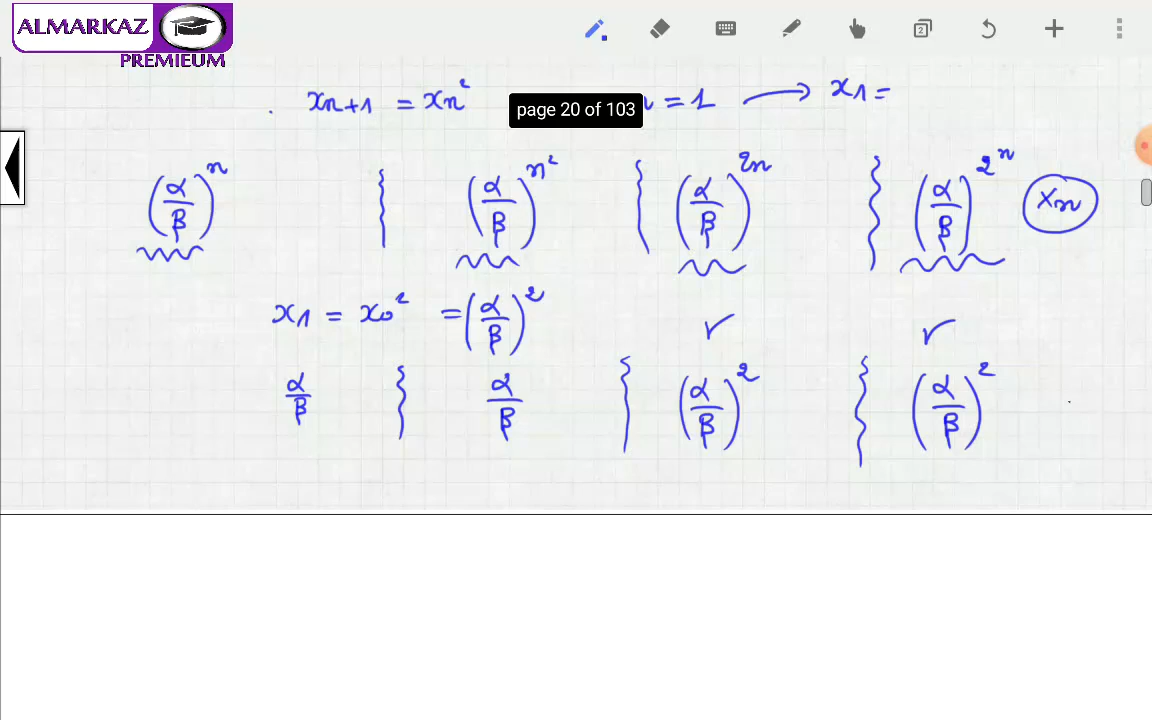 ALMARKAZ
PREMIEUM
xn+1 = xn² page 20 of 103 = 1 → x1 =
(α/β)^n { (α/β)^n² { (α/β)^2n { (α/β)^2^n xn
x1 = x0² = (α/β)²
α/β { α/β { (α/β)² { (α/β)²